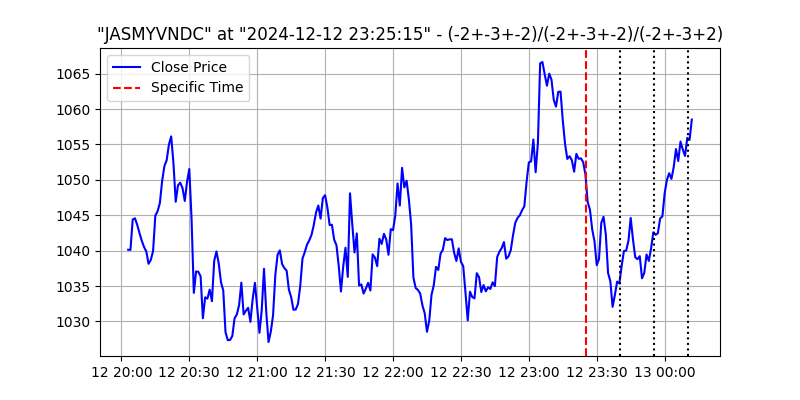 "JASMYVNDC" at "2024-12-12 23:25:15" - (-2+-3+-2)/(-2+-3+-2)/(-2+-3+2)
Close Price
Specific Time
1065
1060
1055
1050
1045
1040
1035
1030
12 20:00 12 20:30 12 21:00 12 21:30 12 22:00 12 22:30 12 23:00 12 23:30 13 00:00